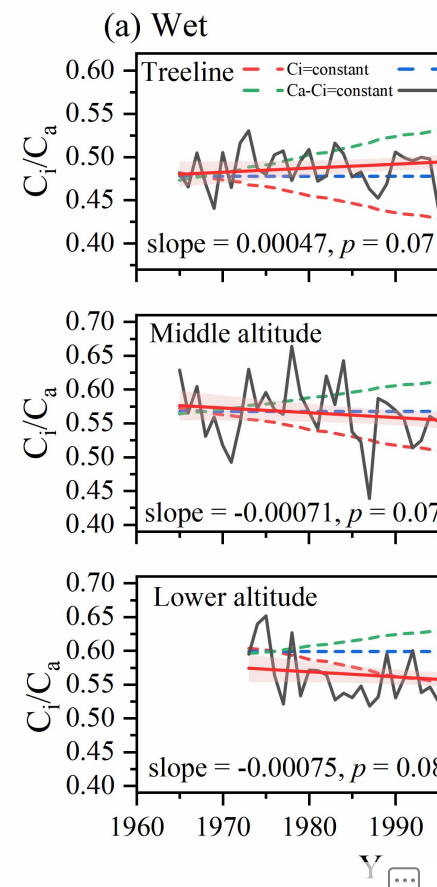 (a) Wet
Treeline
Ci=constant
Ca-Ci=constant
0.60
0.55
0.50
0.45
0.40
Ci/Ca
slope = 0.00047, p = 0.07
Middle altitude
0.70
0.65
0.60
0.55
0.50
0.45
0.40
Ci/Ca
slope = -0.00071, p = 0.07
Lower altitude
0.70
0.65
0.60
0.55
0.50
0.45
0.40
Ci/Ca
slope = -0.00075, p = 0.08
1960 1970 1980 1990